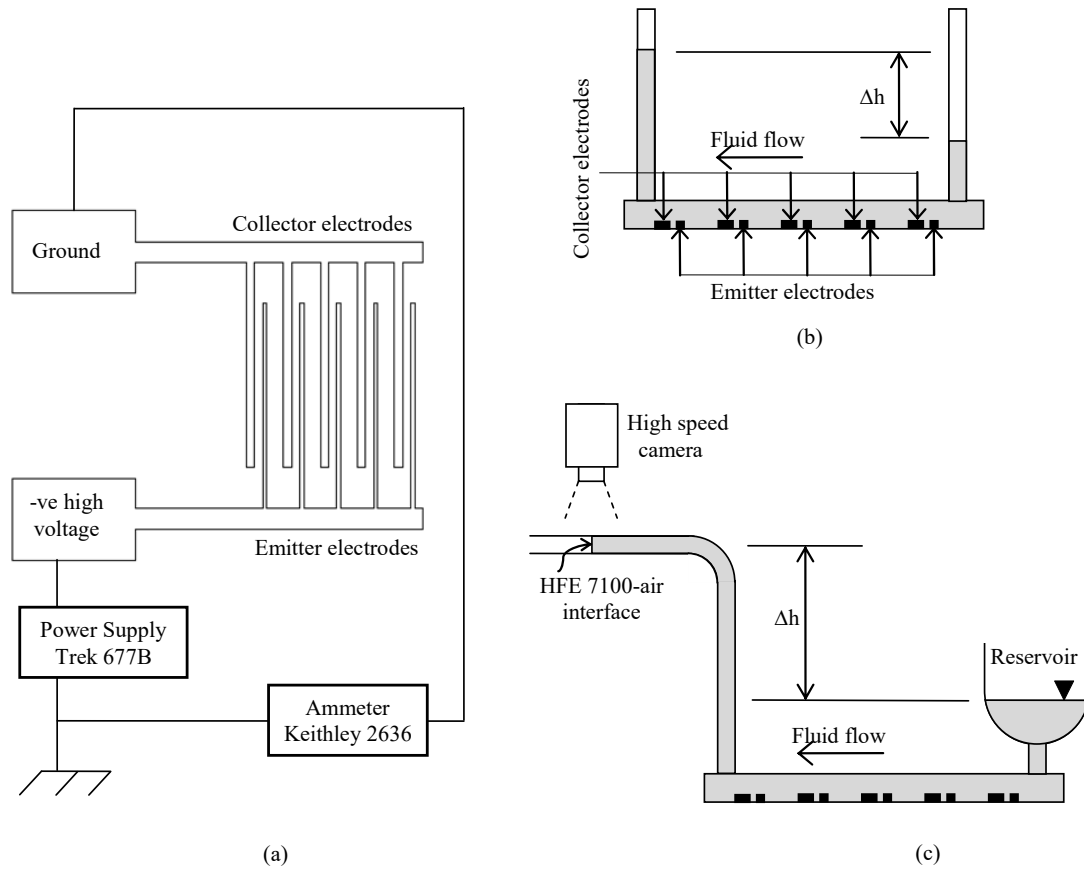 Ground
Collector electrodes
-ve high
voltage
Emitter electrodes
Power Supply
Trek 677B
Ammeter
Keithley 2636
(a)
Collector electrodes
Δh
Fluid flow
Emitter electrodes
(b)
High speed
camera
HFE 7100-air
interface
Δh
Reservoir
Fluid flow
(c)